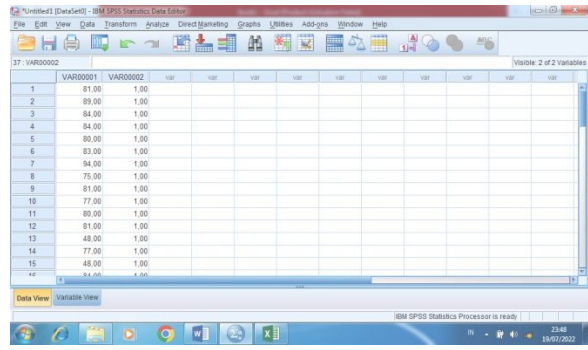 *Untitled1 [DataSet0] - IBM SPSS Statistics Data Editor
File Edit View Data Transform Analyze Direct Marketing Graphs Utilities Add-ons Window Help
37 : VAR00002 Visible: 2 of 2 Variables
VAR00001 VAR00002 var var var var var var var var var var
1 81,00 1,00
2 89,00 1,00
3 84,00 1,00
4 84,00 1,00
5 80,00 1,00
6 83,00 1,00
7 94,00 1,00
8 75,00 1,00
9 81,00 1,00
10 77,00 1,00
11 80,00 1,00
12 81,00 1,00
13 48,00 1,00
14 77,00 1,00
15 48,00 1,00
16 84,00 1,00
Data View Variable View
IBM SPSS Statistics Processor is ready
IN 23:48
19/07/2022